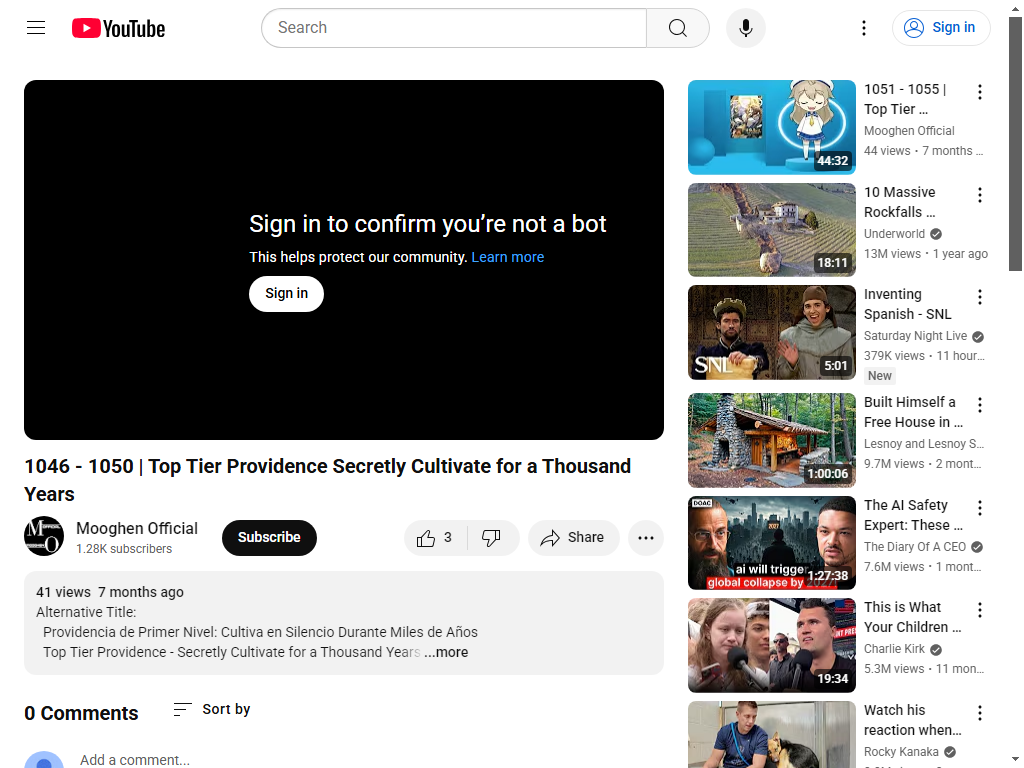 YouTube
Search
Sign in
Sign in to confirm you’re not a bot
This helps protect our community. Learn more
Sign in
1046 - 1050 | Top Tier Providence Secretly Cultivate for a Thousand
Years
Mooghen Official
1.28K subscribers
Subscribe
3
Share
41 views 7 months ago
Alternative Title:
Providencia de Primer Nivel: Cultiva en Silencio Durante Miles de Años
Top Tier Providence - Secretly Cultivate for a Thousand Years ...more
0 Comments
Sort by
Add a comment...
44:32
1051 - 1055 |
Top Tier ...
Mooghen Official
44 views • 7 months ...
18:11
10 Massive
Rockfalls ...
Underworld
13M views • 1 year ago
SNL
5:01
Inventing
Spanish - SNL
Saturday Night Live
379K views • 11 hour...
New
1:00:06
Built Himself a
Free House in ...
Lesnoy and Lesnoy S...
9.7M views • 2 mont...
DOAC
2027
ai will trigger
global collapse by 2027
1:27:38
The AI Safety
Expert: These ...
The Diary Of A CEO
7.6M views • 1 mont...
19:34
This is What
Your Children ...
Charlie Kirk
5.3M views • 11 mon...
Watch his
reaction when...
Rocky Kanaka